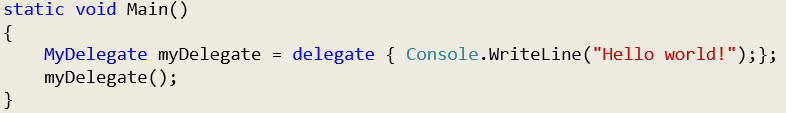 static void Main()
{
    MyDelegate myDelegate = delegate { Console.WriteLine("Hello world!");};
    myDelegate();
}